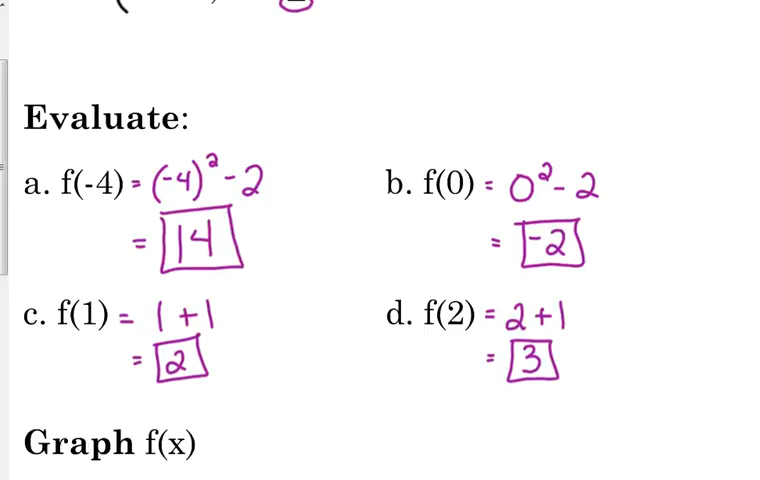 Evaluate:
a. f(-4) = (-4)² - 2
= 14
b. f(0) = 0² - 2
= -2
c. f(1) = 1 + 1
= 2
d. f(2) = 2 + 1
= 3
Graph f(x)